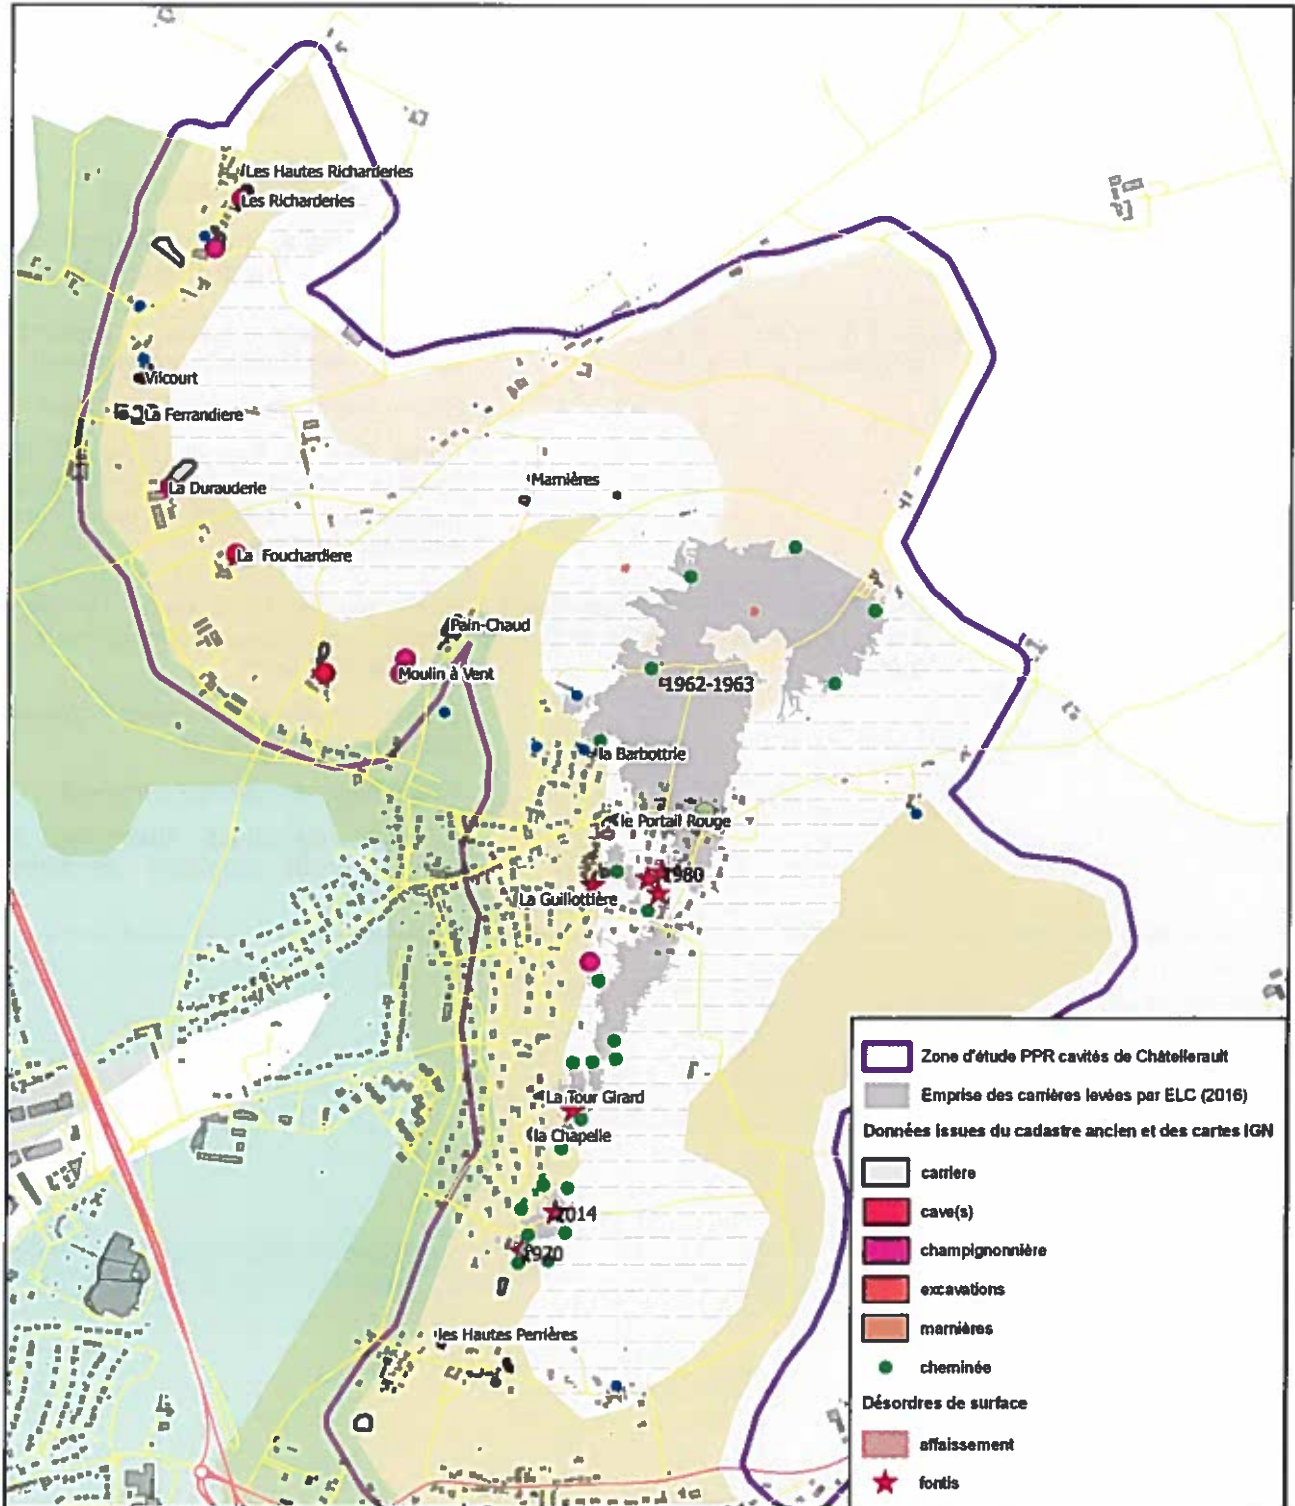 Les Hautes Richarderies
Les Richarderies
Vilcourt
La Ferrandiere
Marnières
La Durauderie
La Fouchardiere
Pain-Chaud
Moulin à Vent
1962-1963
la Barbottrie
le Portail Rouge
1980
La Guillottière
La Tour Girard
la Chapelle
2014
1920
les Hautes Perrières
Zone d'étude PPR cavités de Châtellerault
Emprise des carrières levées par ELC (2016)
Données issues du cadastre ancien et des cartes IGN
carriere
cave(s)
champignonnière
excavations
marnières
cheminée
Désordres de surface
affaissement
fontis